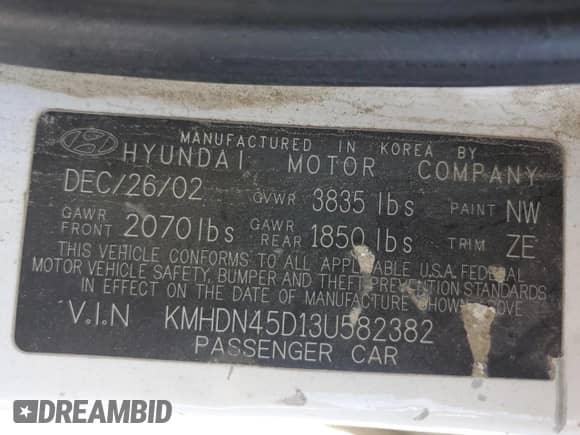 MANUFACTURED IN KOREA BY
HYUNDAI MOTOR COMPANY
DEC/26/02 GVWR 3835 lbs PAINT NW
GAWR FRONT 2070 lbs GAWR REAR 1850 lbs TRIM ZE
THIS VEHICLE CONFORMS TO ALL APPLICABLE U.S.A. FEDERAL
MOTOR VEHICLE SAFETY, BUMPER AND THEFT PREVENTION STANDARDS
IN EFFECT ON THE DATE OF MANUFACTURE SHOWN ABOVE
V.I.N KMHDN45D13U582382
PASSENGER CAR
DREAMBID